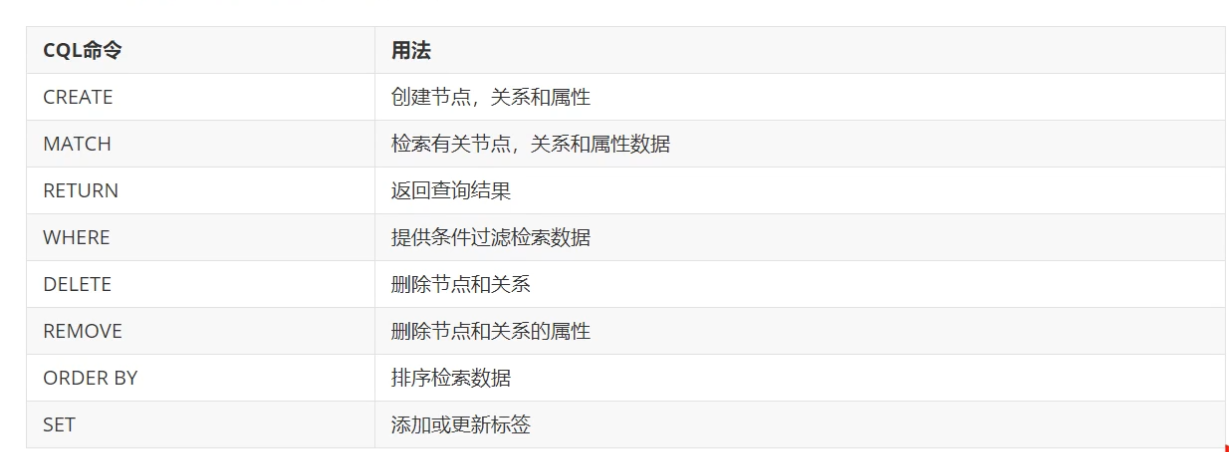 CQL命令 用法
CREATE 创建节点，关系和属性
MATCH 检索有关节点，关系和属性数据
RETURN 返回查询结果
WHERE 提供条件过滤检索数据
DELETE 删除节点和关系
REMOVE 删除节点和关系的属性
ORDER BY 排序检索数据
SET 添加或更新标签